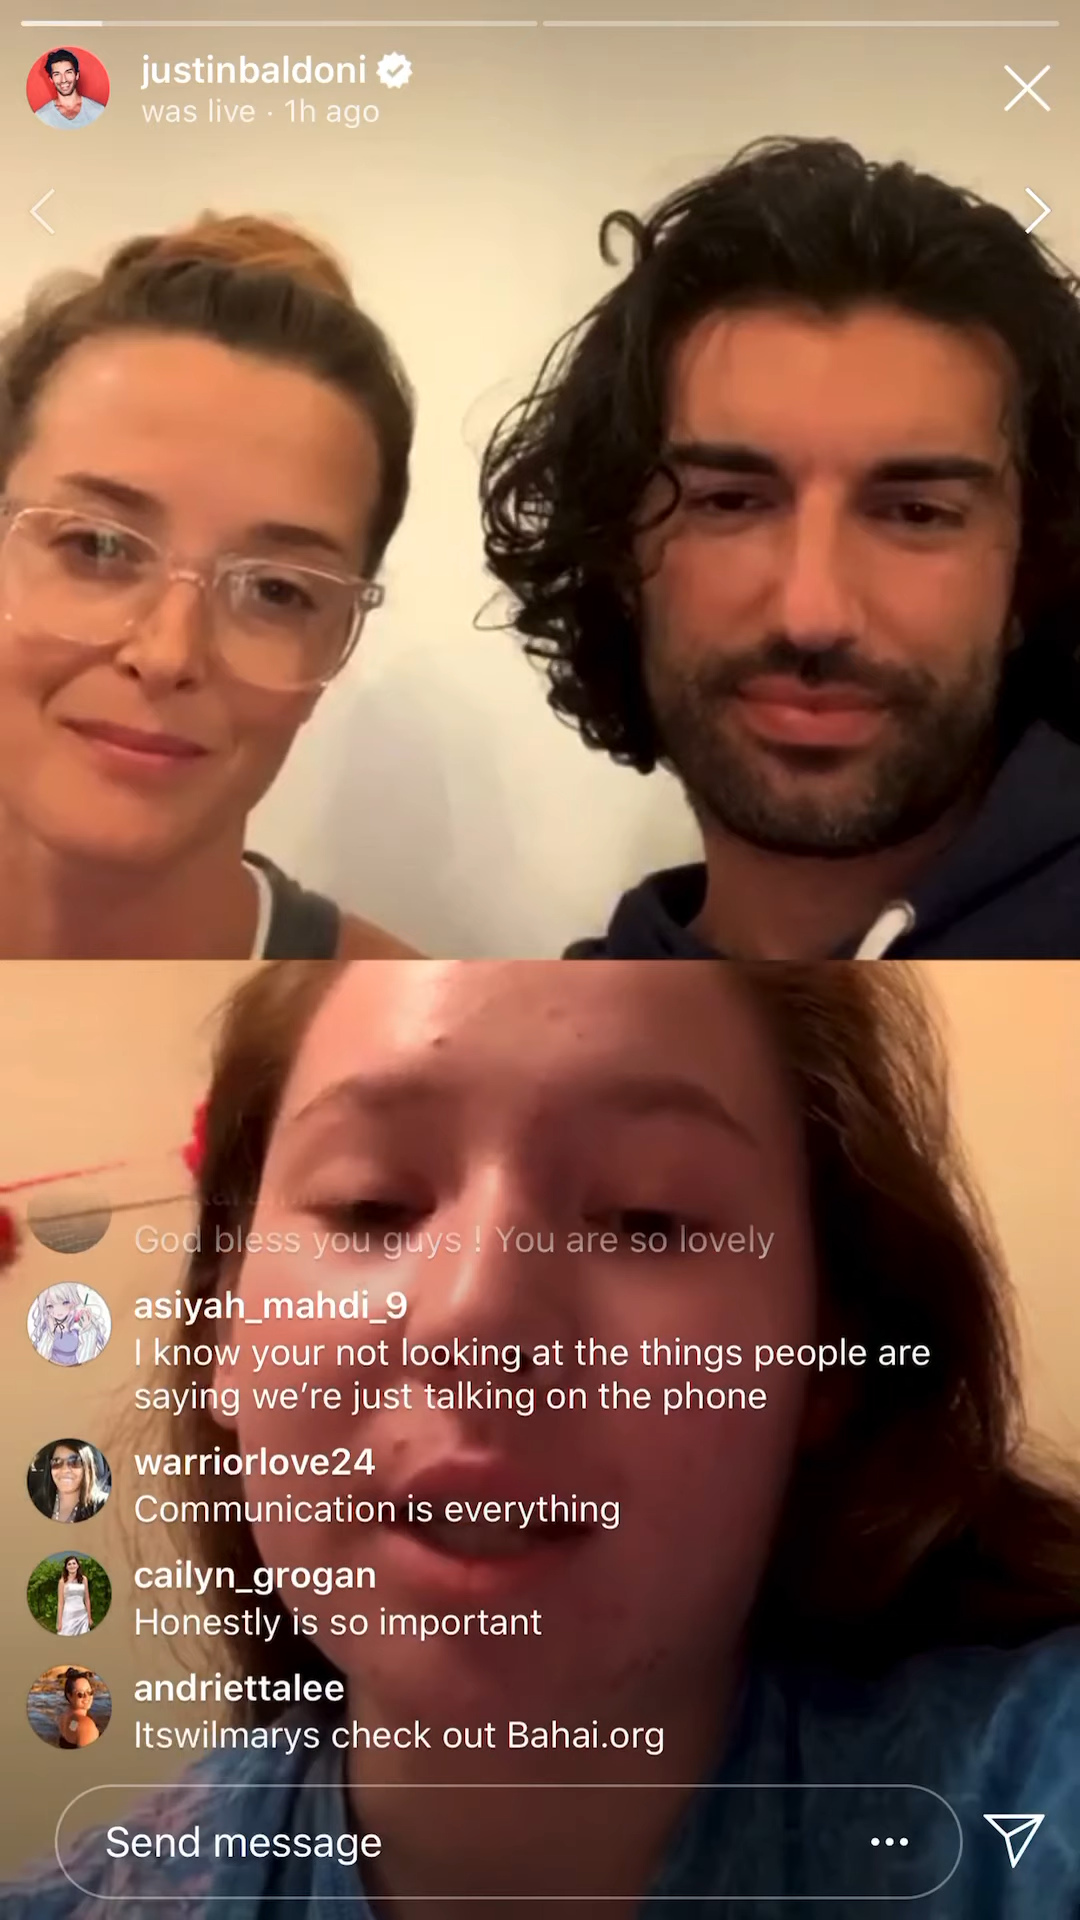 justinbaldoni
was live · 1h ago
God bless you guys ! You are so lovely
asiyah_mahdi_9
I know your not looking at the things people are
saying we’re just talking on the phone
warriorlove24
Communication is everything
cailyn_grogan
Honestly is so important
andriettalee
Itswilmarys check out Bahai.org
Send message